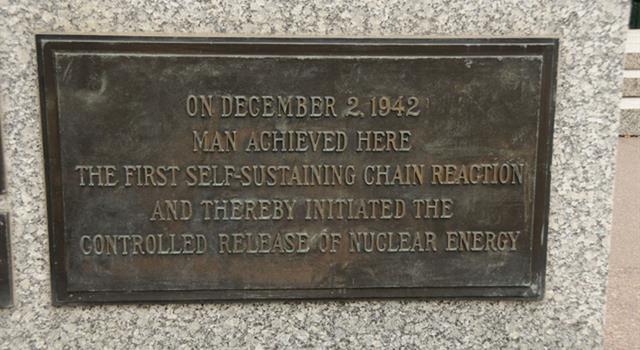 ON DECEMBER 2, 1942
MAN ACHIEVED HERE
THE FIRST SELF-SUSTAINING CHAIN REACTION
AND THEREBY INITIATED THE
CONTROLLED RELEASE OF NUCLEAR ENERGY